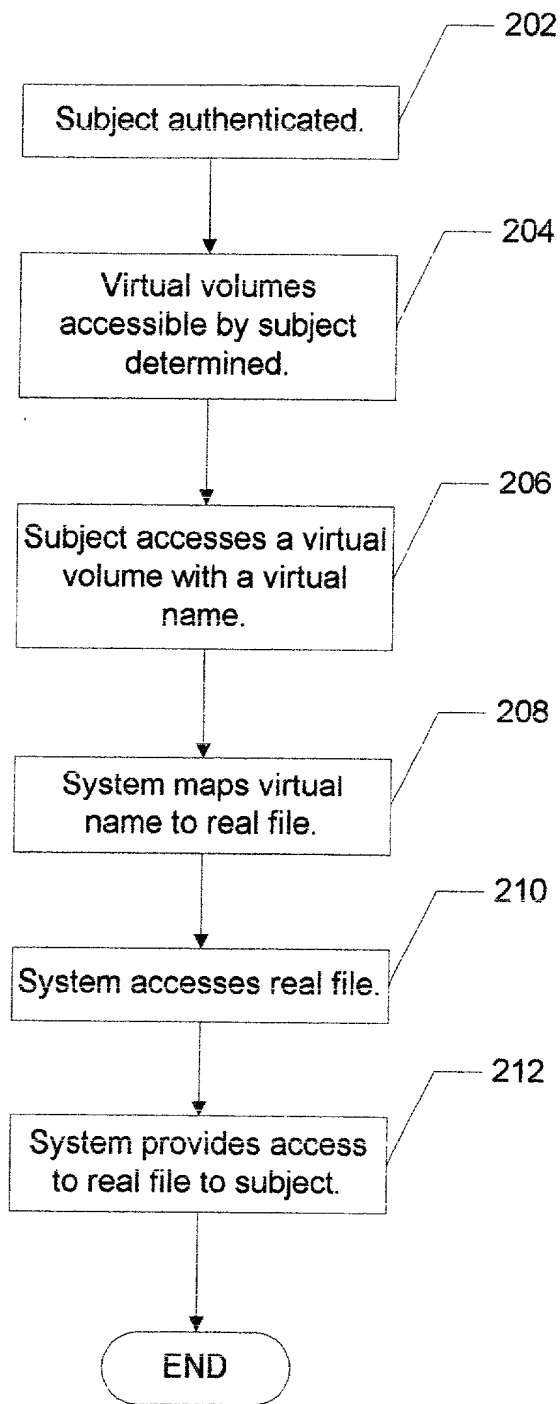 202
Subject authenticated.
204
Virtual volumes
accessible by subject
determined.
206
Subject accesses a virtual
volume with a virtual
name.
208
System maps virtual
name to real file.
210
System accesses real file.
212
System provides access
to real file to subject.
END